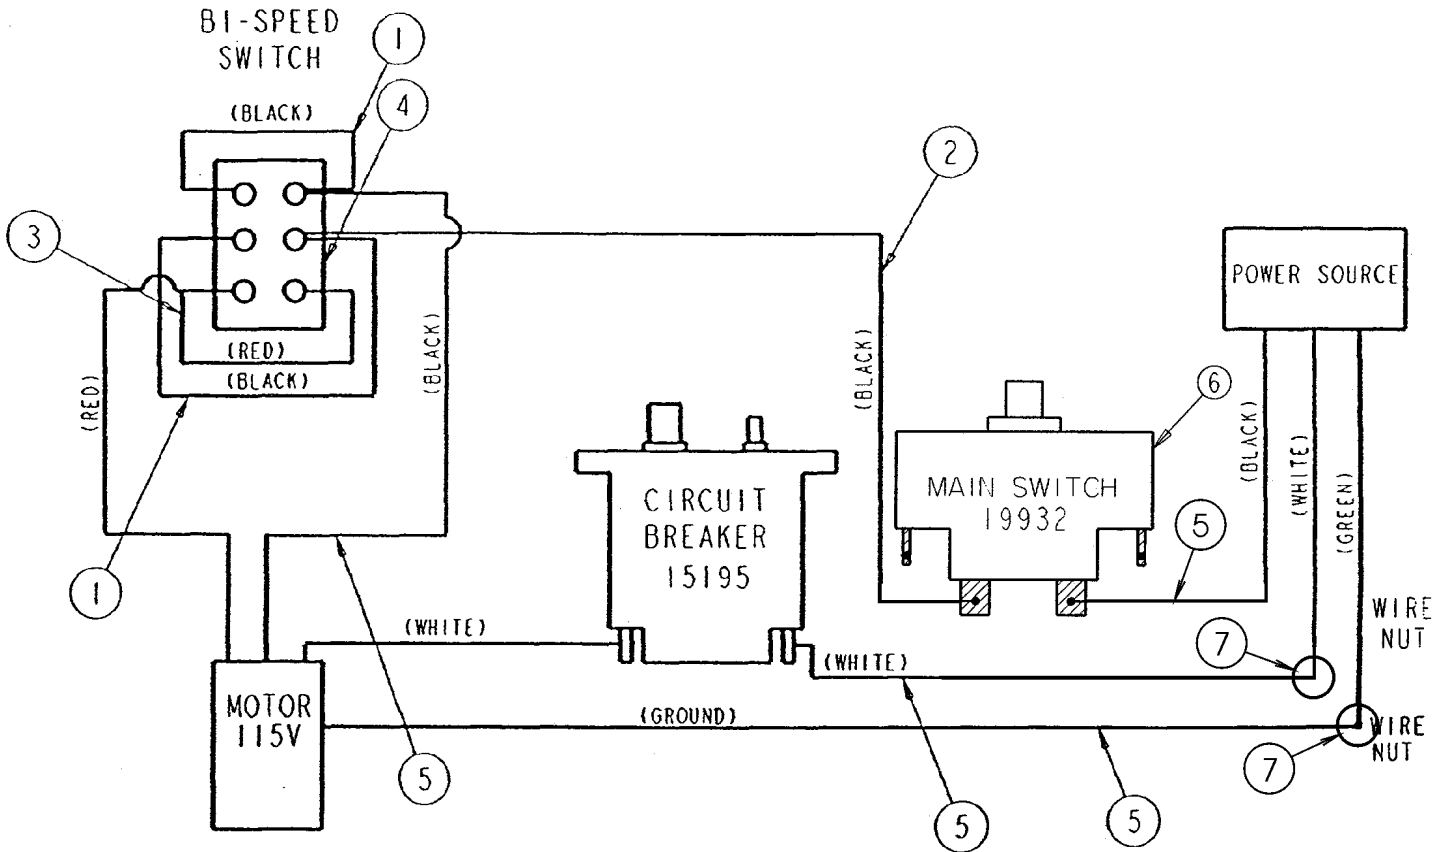 BI-SPEED
SWITCH
1
(BLACK)
4
2
3
POWER SOURCE
(RED)
(BLACK)
(RED)
(BLACK)
(BLACK)
6
(BLACK)
(WHITE)
(GREEN)
MAIN SWITCH
19932
CIRCUIT
BREAKER
15195
5
1
WIRE
NUT
(WHITE)
(WHITE)
7
MOTOR
115V
(GROUND)
WIRE
NUT
7
5
5
5